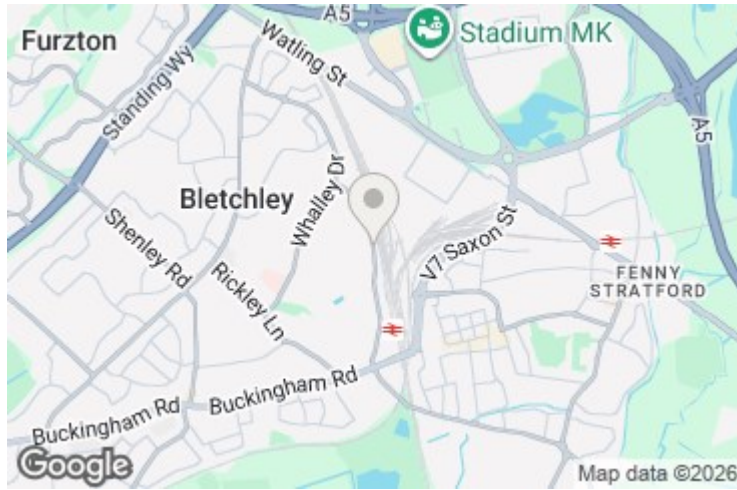 A5
Furzton
Watling St
Stadium MK
Standing Wy
A5
Bletchley
Whalley Dr
Shenley Rd
V7 Saxon St
Rickley Ln
FENNY
STRATFORD
Buckingham Rd
Buckingham Rd
Google
Map data ©2026